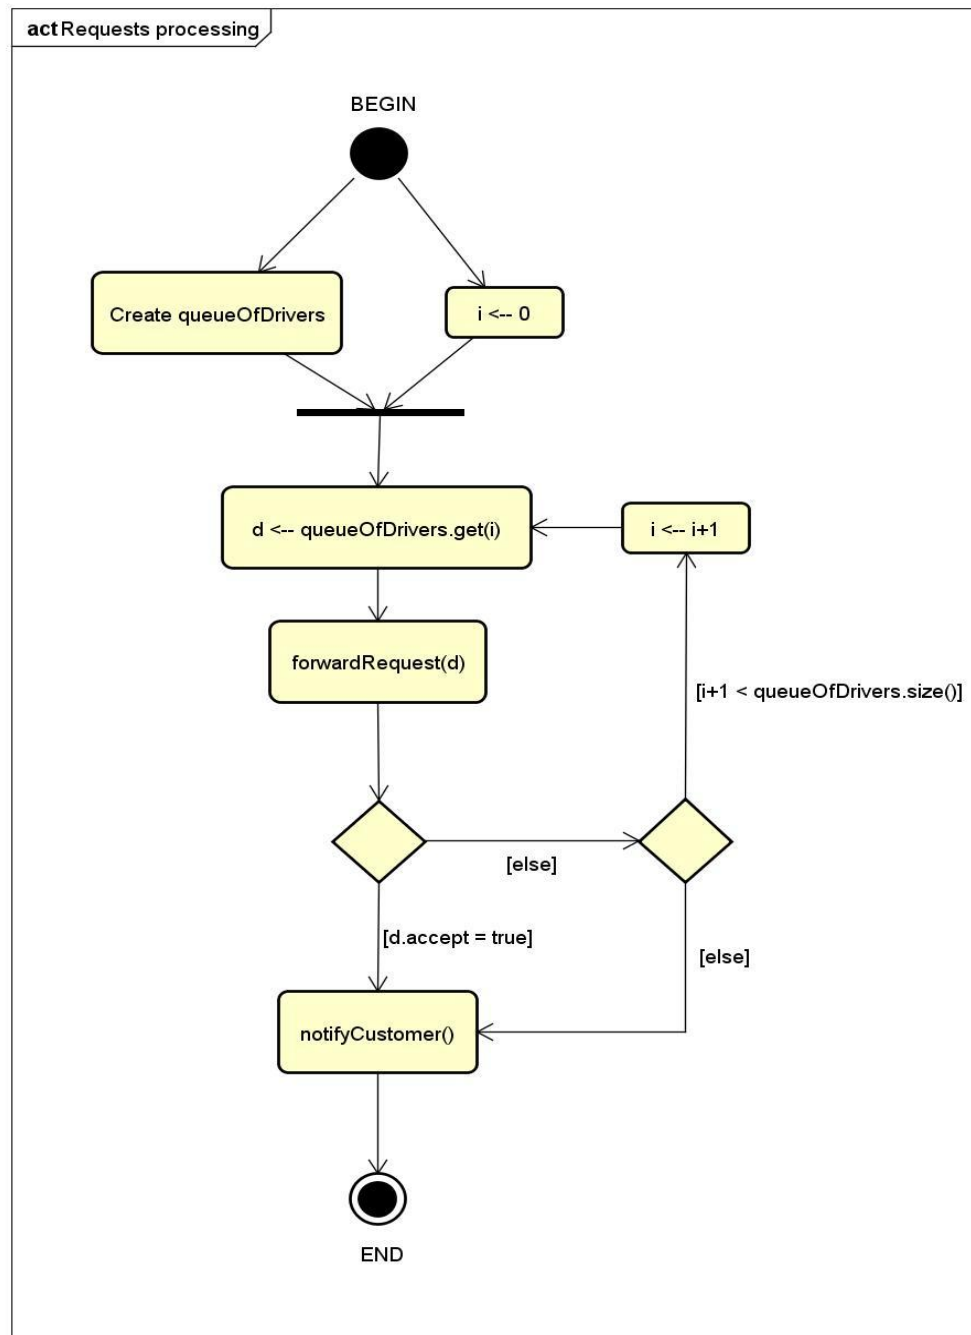 act Requests processing
BEGIN
Create queueOfDrivers
i <-- 0
d <-- queueOfDrivers.get(i)
i <-- i+1
forwardRequest(d)
[i+1 < queueOfDrivers.size()]
[else]
[d.accept = true]
[else]
notifyCustomer()
END